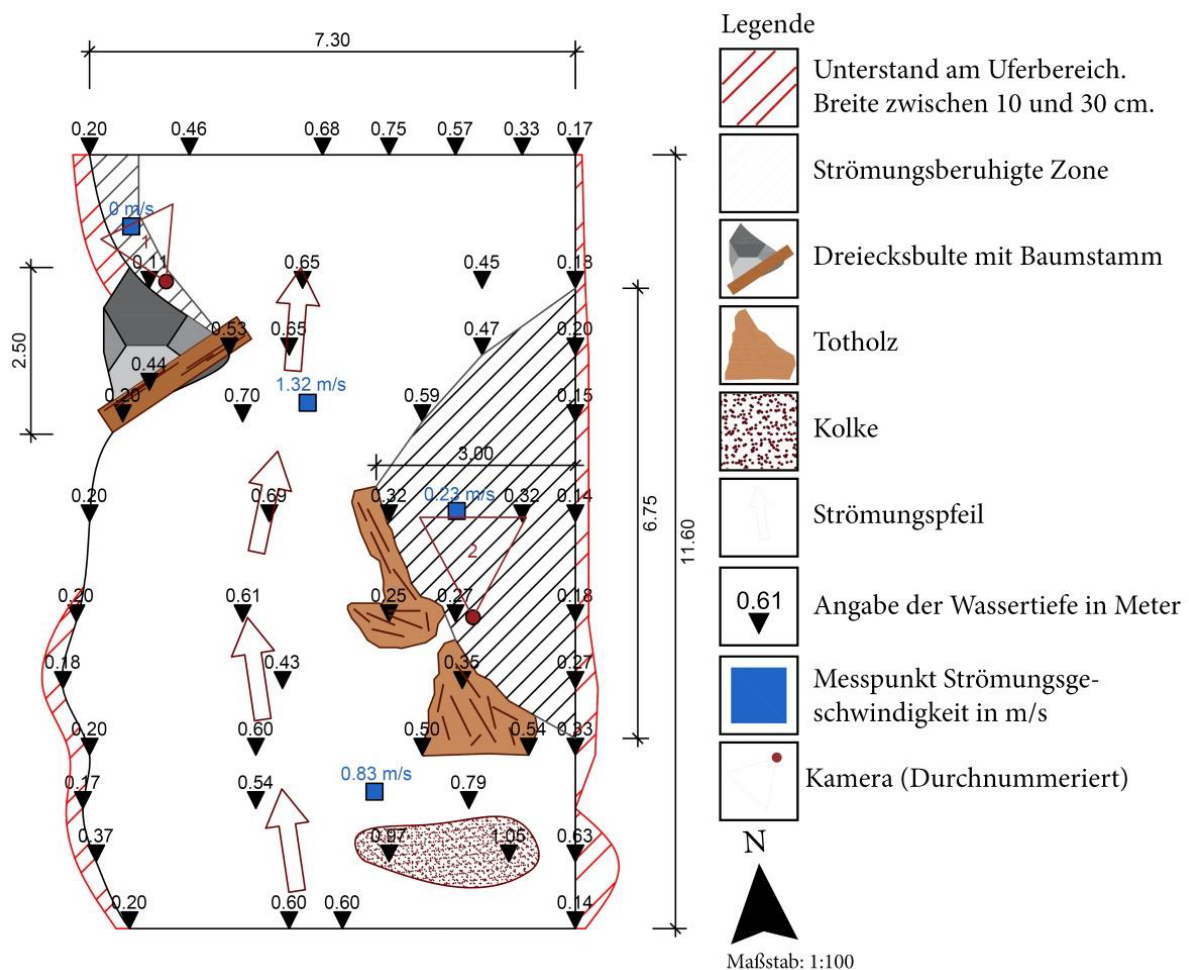 7.30
0.20 0.46 0.68 0.75 0.57 0.33 0.17
0 m/s
1
0.11 0.65 0.45 0.18
2.50
0.53 0.65 0.47 0.20
0.44
1.32 m/s
0.20 0.70 0.59 0.15
3.00
0.20 0.69 0.32 0.23 m/s 0.32 0.14
6.75
11.60
2
0.20 0.61 0.25 0.27 0.18
0.18 0.43 0.35 0.27
0.20 0.60 0.50 0.54 0.33
0.83 m/s
0.17 0.54 0.79
0.37 0.97 1.05 0.63
0.20 0.60 0.60 0.14
Legende
Unterstand am Uferbereich.
Breite zwischen 10 und 30 cm.
Strömungsberuhigte Zone
Dreiecksbulte mit Baumstamm
Totholz
Kolke
Strömungspfeil
0.61
Angabe der Wassertiefe in Meter
Messpunkt Strömungsge-
schwindigkeit in m/s
Kamera (Durchnummeriert)
N
Maßstab: 1:100